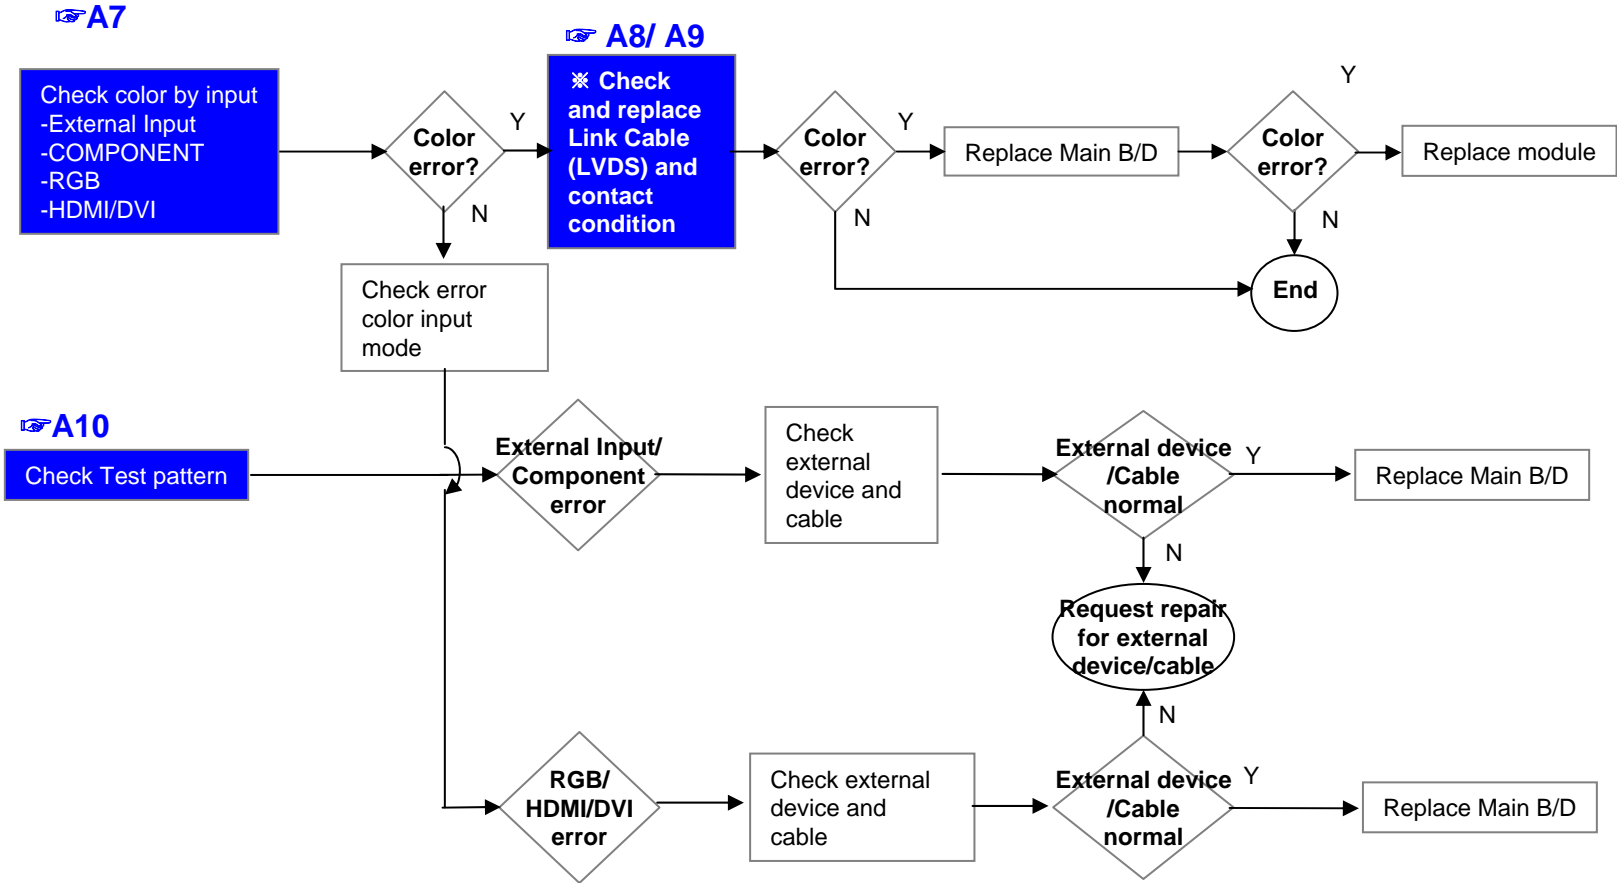 ☞A7
☞ A8/ A9
Check color by input
-External Input
-COMPONENT
-RGB
-HDMI/DVI
Color
error?
Y
N
※ Check
and replace
Link Cable
(LVDS) and
contact
condition
Color
error?
Y
N
Replace Main B/D
Color
error?
Y
N
Replace module
End
Check error
color input
mode
☞A10
Check Test pattern
External Input/
Component
error
Check
external
device and
cable
External device
/Cable
normal
Y
N
Replace Main B/D
Request repair
for external
device/cable
RGB/
HDMI/DVI
error
Check external
device and
cable
N
External device
/Cable
normal
Y
Replace Main B/D